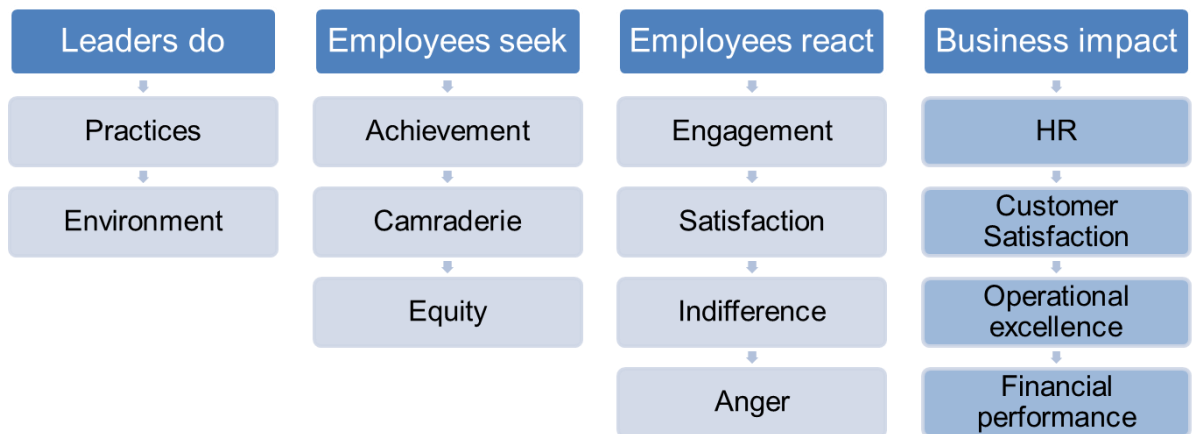 Leaders do
Practices
Environment
Employees seek
Achievement
Camraderie
Equity
Employees react
Engagement
Satisfaction
Indifference
Anger
Business impact
HR
Customer
Satisfaction
Operational
excellence
Financial
performance